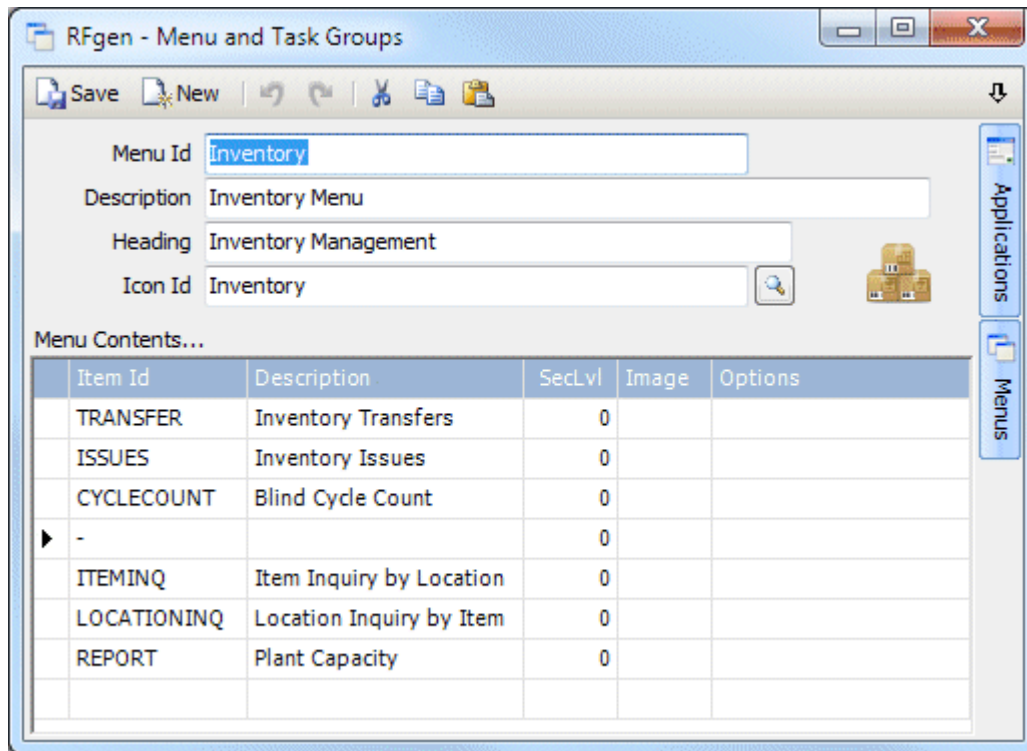 RFgen - Menu and Task Groups
Save New
Menu Id Inventory
Description Inventory Menu
Heading Inventory Management
Icon Id Inventory
Applications
Menus
Menu Contents...
Item Id Description SecLvl Image Options
TRANSFER Inventory Transfers 0
ISSUES Inventory Issues 0
CYCLECOUNT Blind Cycle Count 0
- 0
ITEMINQ Item Inquiry by Location 0
LOCATIONINQ Location Inquiry by Item 0
REPORT Plant Capacity 0